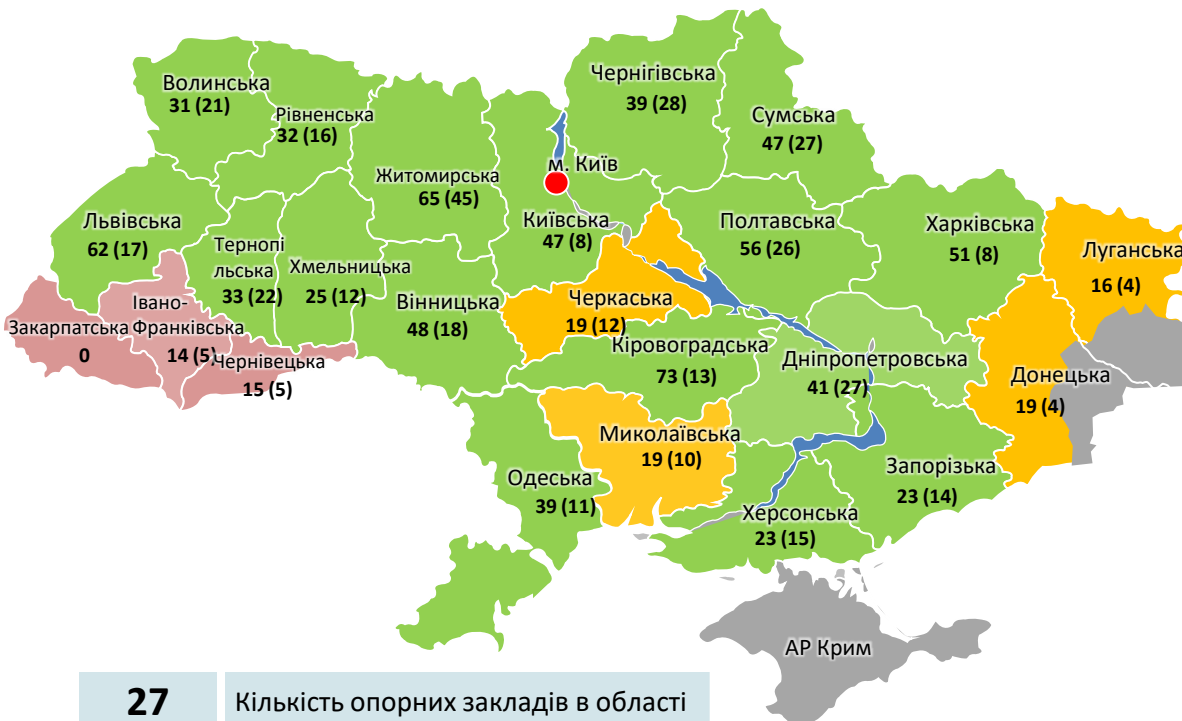 Волинська
31 (21)
Рівненська
32 (16)
Житомирська
65 (45)
м. Київ
Київська
47 (8)
Чернігівська
39 (28)
Сумська
47 (27)
Львівська
62 (17)
Тернопі
льська
33 (22)
Хмельницька
25 (12)
Вінницька
48 (18)
Черкаська
19 (12)
Полтавська
56 (26)
Харківська
51 (8)
Луганська
16 (4)
Закарпатська
0
Івано-
Франківська
14 (5)
Чернівецька
15 (5)
Кіровоградська
73 (13)
Дніпропетровська
41 (27)
Донецька
19 (4)
Миколаївська
19 (10)
Одеська
39 (11)
Запорізька
23 (14)
Херсонська
23 (15)
АР Крим
27 Кількість опорних закладів в області